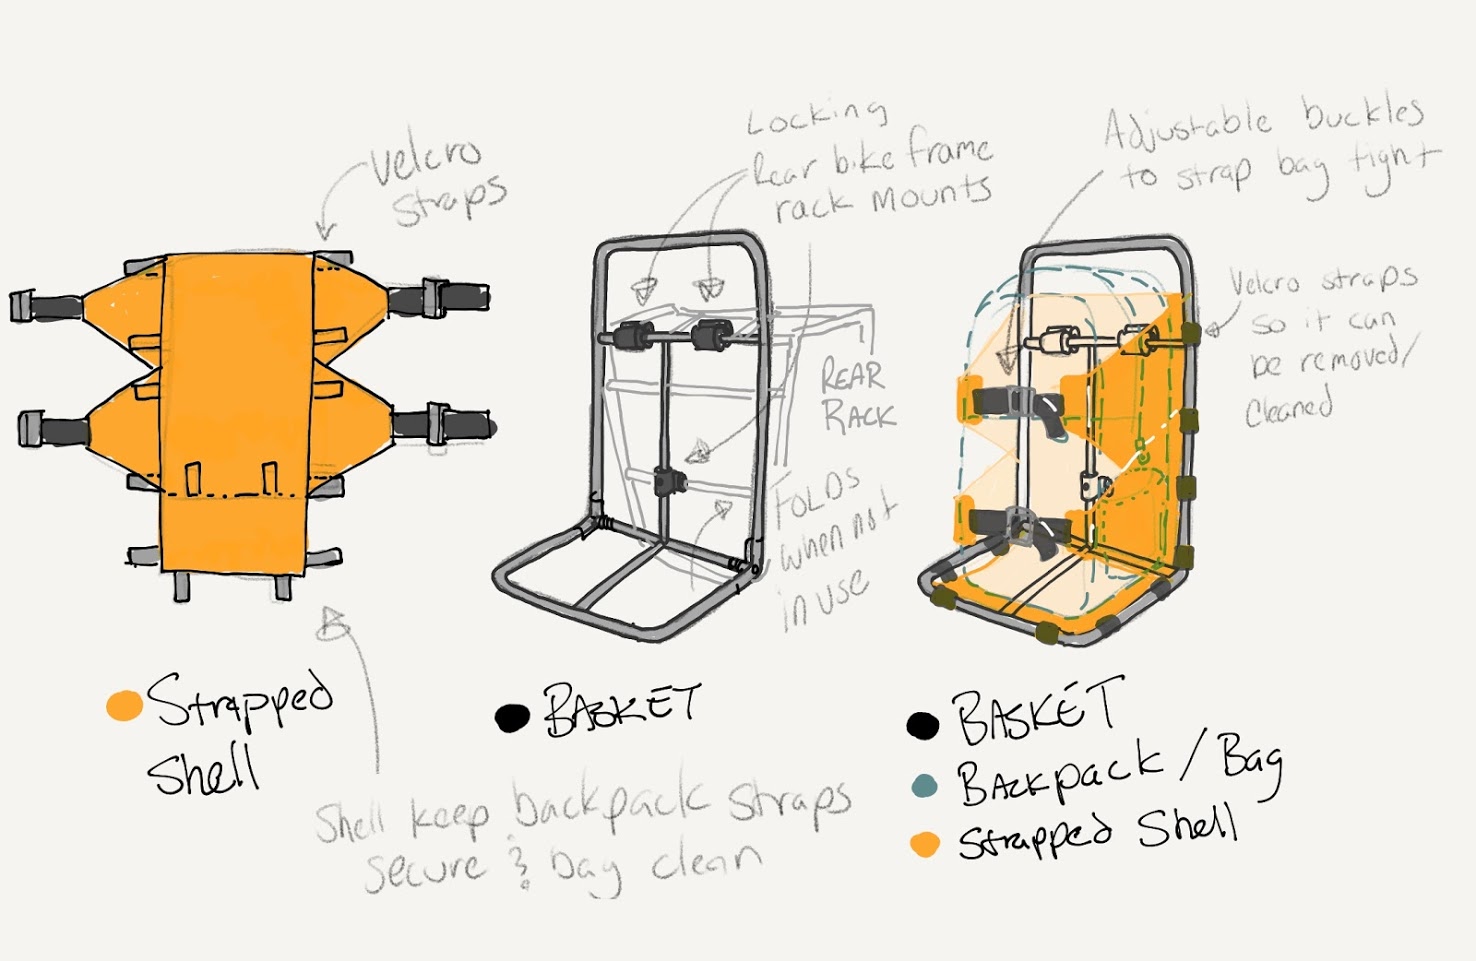 Velcro
straps
Locking
Rear bike frame
rack mounts
Adjustable buckles
to strap bag tight
Velcro straps
so it can
be removed/
cleaned
REAR
RACK
FOLDS
when not
in use
Strapped
Shell
BASKET
BASKET
Backpack / Bag
Strapped Shell
Shell keep backpack straps
secure & bag clean